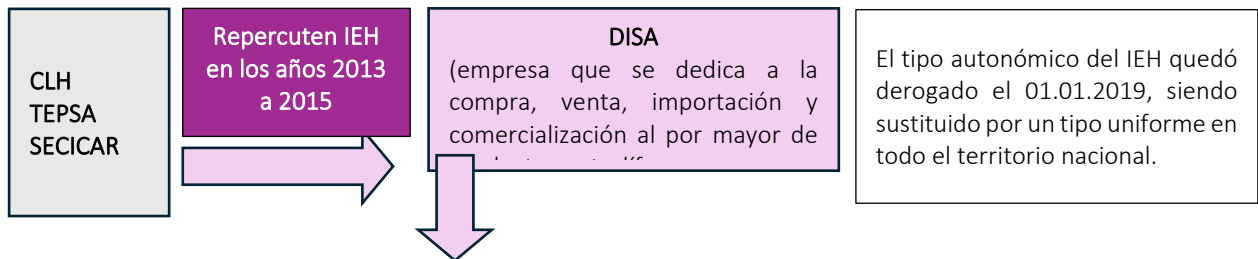 CLH
TEPSA
SECICAR
Repercuten IEH
en los años 2013
a 2015
DISA
(empresa que se dedica a la
compra, venta, importación y
comercialización al por mayor de
El tipo autonómico del IEH quedó
derogado el 01.01.2019, siendo
sustituido por un tipo uniforme en
todo el territorio nacional.